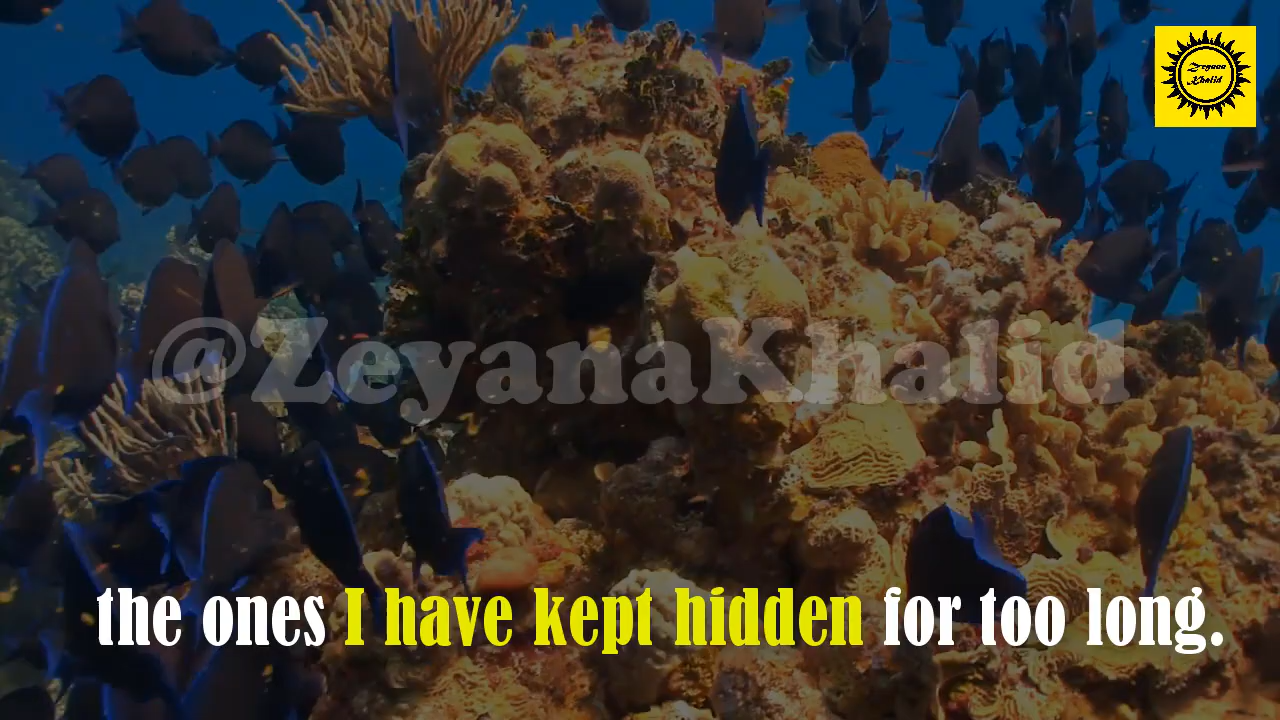 Zeyana
Khalid
@ZeyanaKhalid
the ones I have kept hidden for too long.